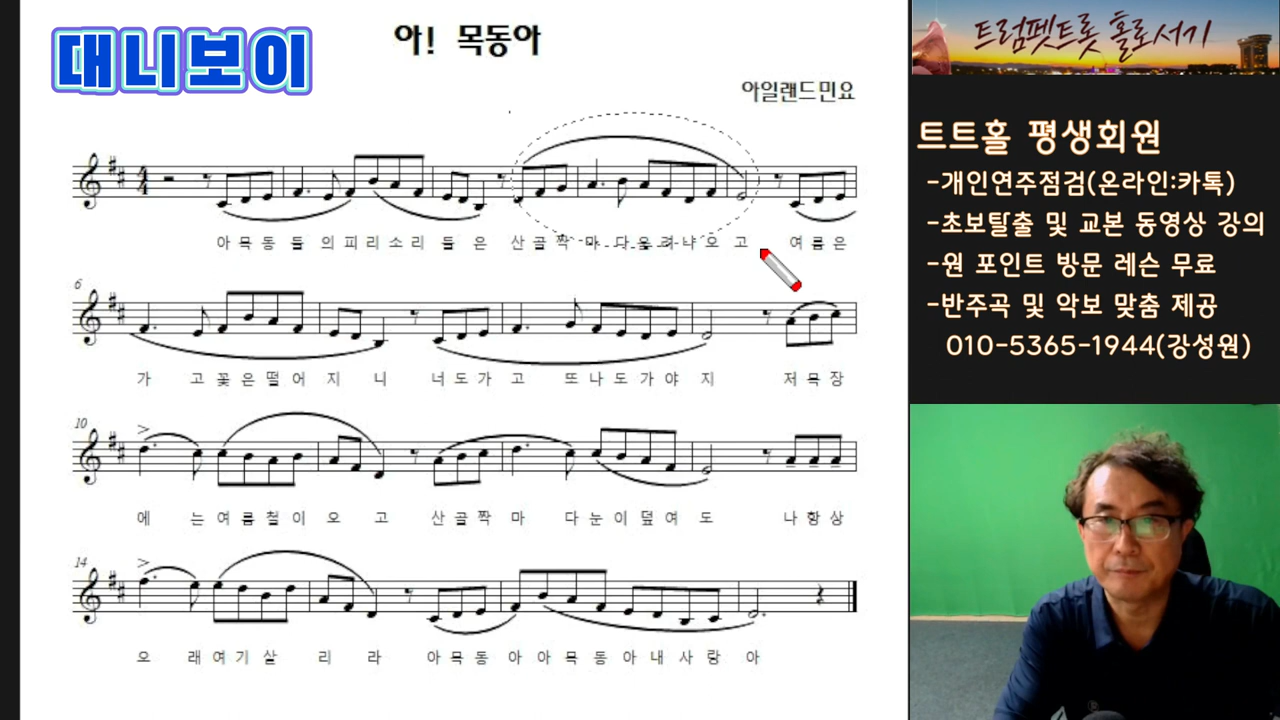 대니보이
아! 목동아
아일랜드민요
아 목 동 들 의 피 리 소 리 들 은 산 골 짝 마 다 울 려 나 오 고 여 름 은
6
가 고 꽃 은 떨 어 지 니 너 도 가 고 또 나 도 가 야 지 저 목 장
10
에 는 여 름 철 이 오 고 산 골 짝 마 다 눈 이 덮 여 도 나 항 상
14
오 래 여 기 살 리 라 아 목 동 아 아 목 동 아 내 사 랑 아
트럼펫트롯 홀로서기
트트홀 평생회원
-개인연주점검(온라인:카톡)
-초보탈출 및 교본 동영상 강의
-원 포인트 방문 레슨 무료
-반주곡 및 악보 맞춤 제공
010-5365-1944(강성원)